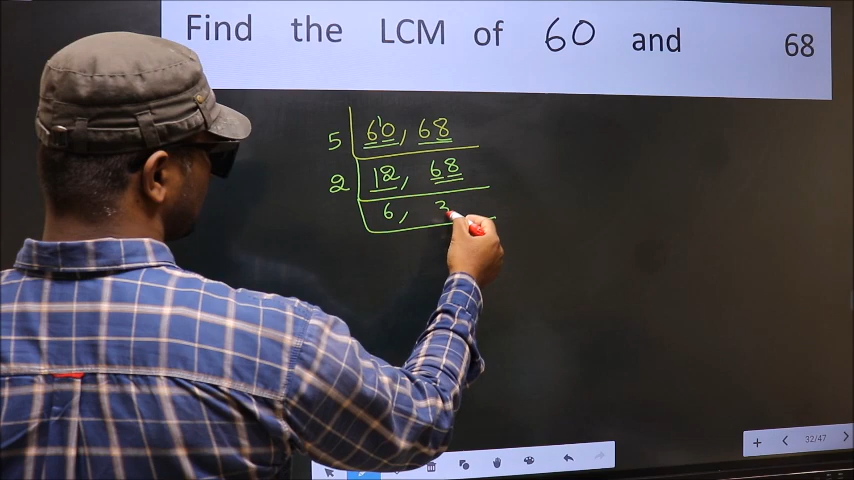 Find the LCM of 60 and 68
5 60, 68
2 12, 68
6, 3
32/47